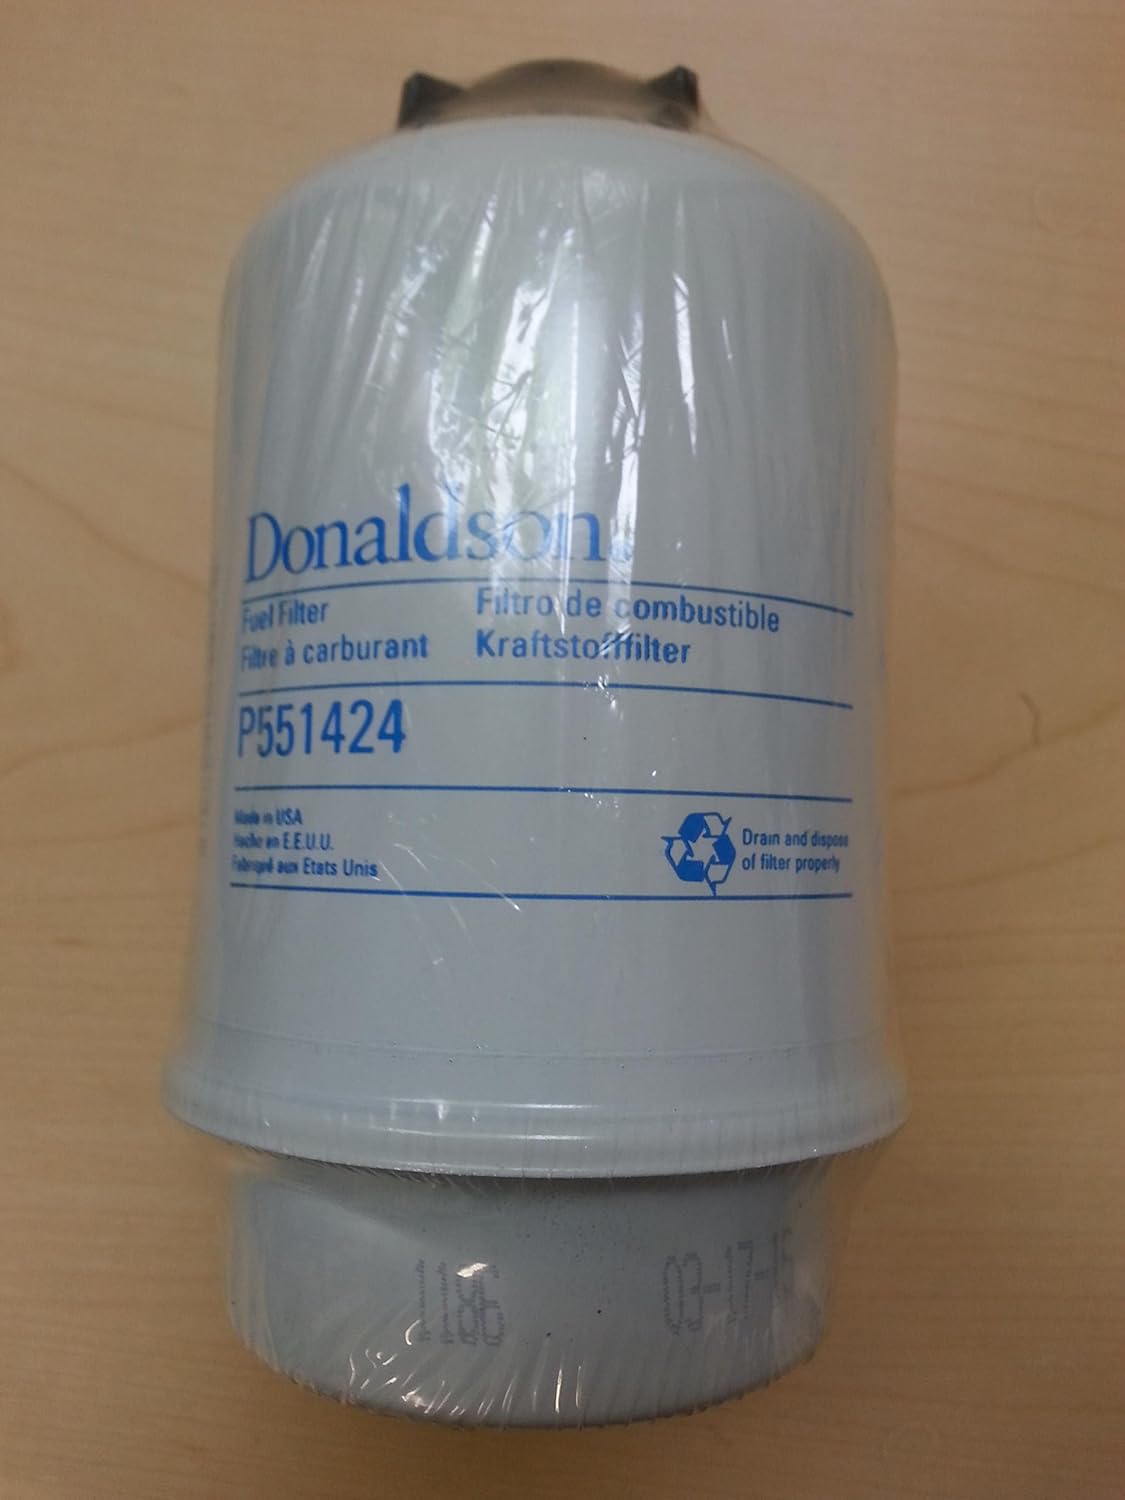 Donaldson.
Fuel Filter
Filtro de combustible
Filtre à carburant
Kraftstofffilter
P551424
Made in USA
Hecho en E.E.U.U.
Fabriqué aux Etats Unis
Drain and dispose
of filter properly
03-17-15